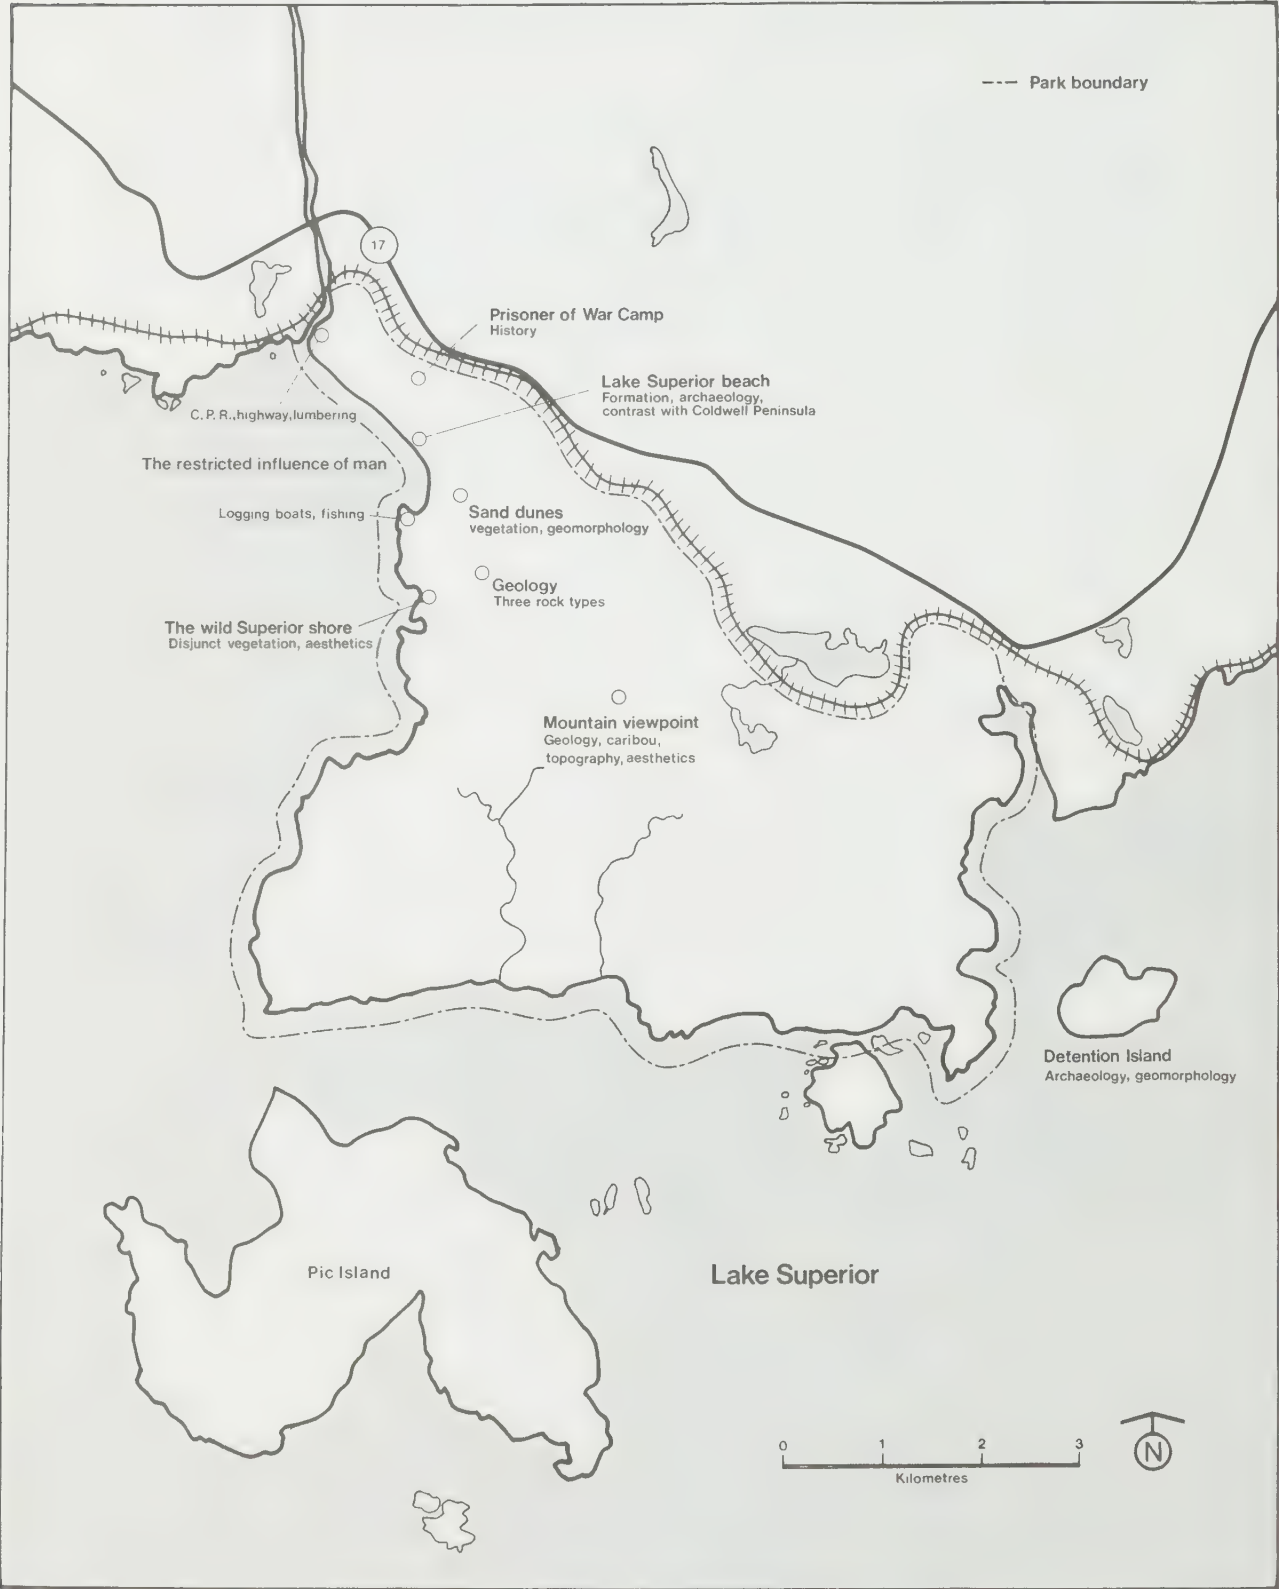 Park boundary
17
Prisoner of War Camp
History
Lake Superior beach
Formation, archaeology,
contrast with Coldwell Peninsula
C.P.R.,highway,lumbering
The restricted influence of man
Logging boats, fishing
Sand dunes
vegetation, geomorphology
Geology
Three rock types
The wild Superior shore
Disjunct vegetation, aesthetics
Mountain viewpoint
Geology, caribou,
topography, aesthetics
Detention Island
Archaeology, geomorphology
Pic Island
Lake Superior
0 1 2 3
Kilometres
N